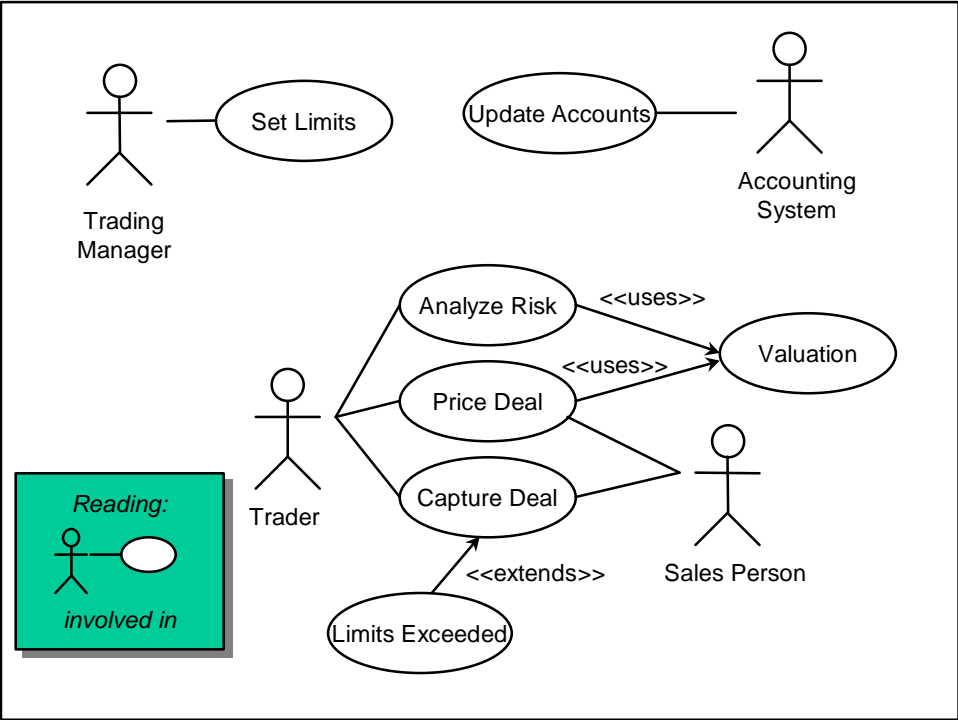 Set Limits
Update Accounts
Trading
Manager
Accounting
System
Analyze Risk
<<uses>>
Valuation
<<uses>>
Price Deal
Capture Deal
Trader
Reading:
involved in
<<extends>>
Sales Person
Limits Exceeded